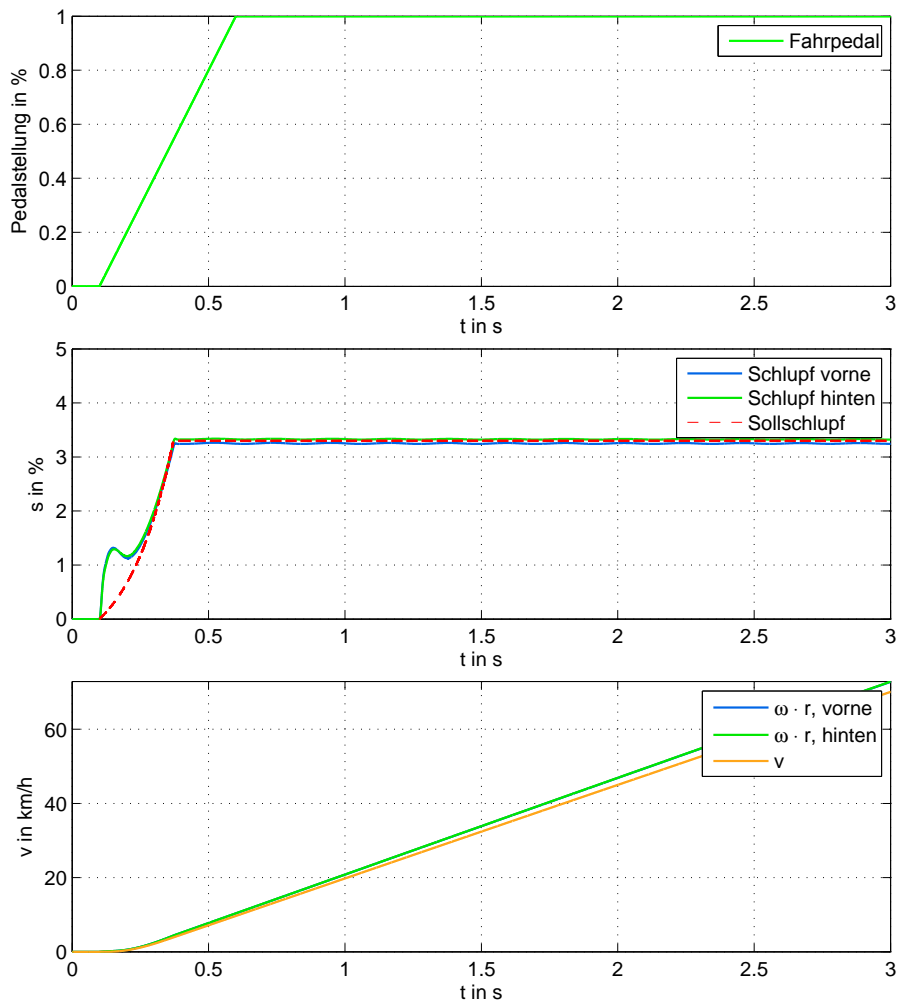 1
0.8
0.6
0.4
0.2
0
Pedalstellung in %
Fahrpedal
0 0.5 1 1.5 2 2.5 3
t in s
5
4
3
2
1
0
s in %
Schlupf vorne
Schlupf hinten
Sollschlupf
0 0.5 1 1.5 2 2.5 3
t in s
60
40
20
0
v in km/h
ω · r, vorne
ω · r, hinten
v
0 0.5 1 1.5 2 2.5 3
t in s